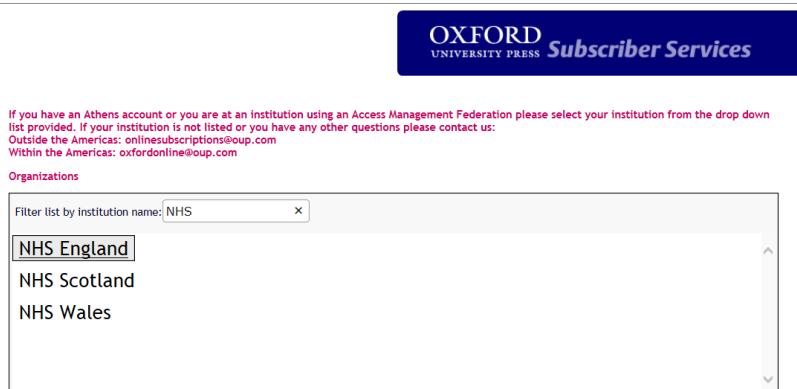 OXFORD
UNIVERSITY PRESS Subscriber Services
If you have an Athens account or you are at an institution using an Access Management Federation please select your institution from the drop down
list provided. If your institution is not listed or you have any other questions please contact us:
Outside the Americas: onlinesubscriptions@oup.com
Within the Americas: oxfordonline@oup.com
Organizations
Filter list by institution name: NHS ×
NHS England
NHS Scotland
NHS Wales